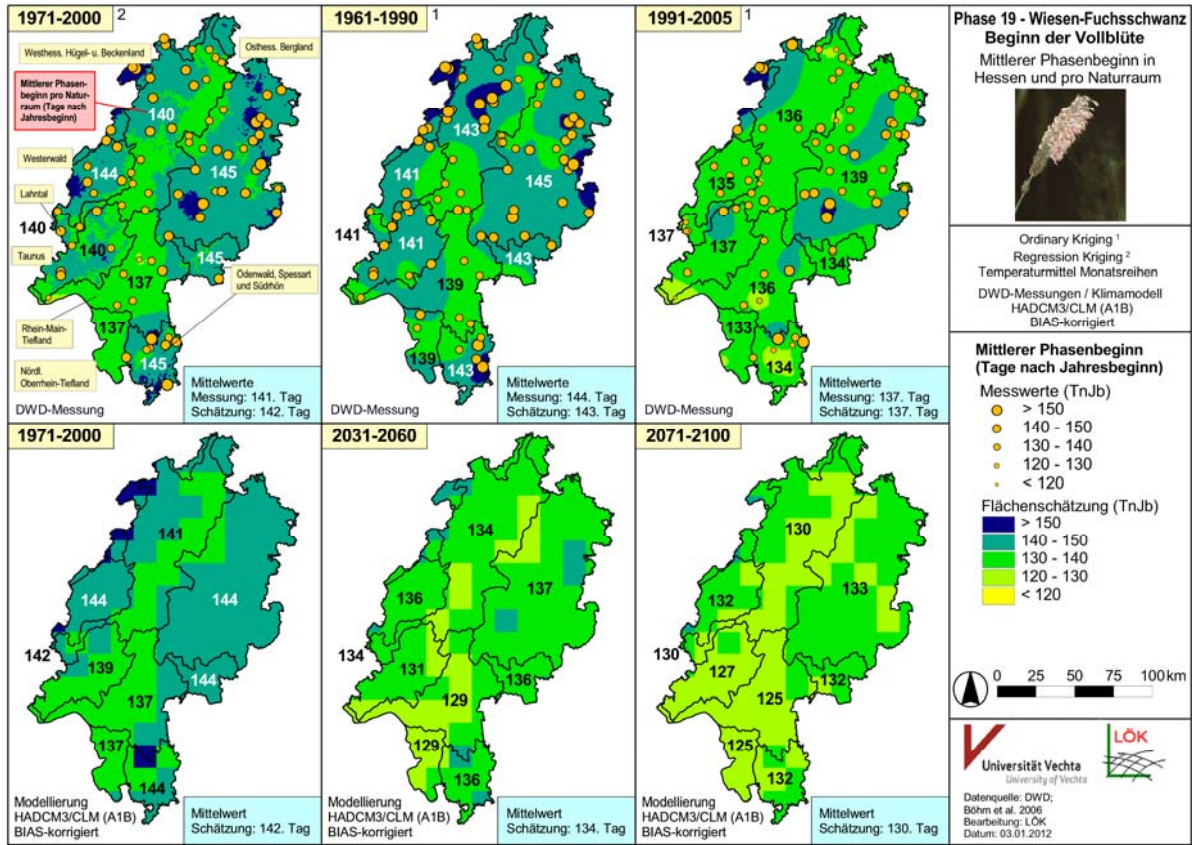 1971-2000 2
Westhess. Hügel- u. Beckenland
Osthess. Bergland
Mittlerer Phasen-
beginn pro Natur-
raum (Tage nach
Jahresbeginn)
140
Westerwald
144
145
Lahntal
140
140
Taunus
145
137
Odenwald, Spessart
und Südrhön
Rhein-Main-
Tiefland
137
145
Nördl.
Oberrhein-Tiefland
DWD-Messung
Mittelwerte
Messung: 141. Tag
Schätzung: 142. Tag
1961-1990 1
143
141
145
141
141
143
139
139
143
DWD-Messung
Mittelwerte
Messung: 144. Tag
Schätzung: 143. Tag
1991-2005 1
136
135
139
137
137
134
136
133
134
DWD-Messung
Mittelwerte
Messung: 137. Tag
Schätzung: 137. Tag
1971-2000
141
144
144
142
139
144
137
137
144
Modellierung
HADCM3/CLM (A1B)
BIAS-korrigiert
Mittelwert
Schätzung: 142. Tag
2031-2060
134
137
136
134
131
136
129
129
136
Modellierung
HADCM3/CLM (A1B)
BIAS-korrigiert
Mittelwert
Schätzung: 134. Tag
2071-2100
130
133
132
130
127
132
125
125
132
Modellierung
HADCM3/CLM (A1B)
BIAS-korrigiert
Mittelwert
Schätzung: 130. Tag
Phase 19 - Wiesen-Fuchsschwanz
Beginn der Vollblüte
Mittlerer Phasenbeginn in
Hessen und pro Naturraum
Ordinary Kriging 1
Regression Kriging 2
Temperaturmittel Monatsreihen
DWD-Messungen / Klimamodell
HADCM3/CLM (A1B)
BIAS-korrigiert
Mittlerer Phasenbeginn
(Tage nach Jahresbeginn)
Messwerte (TnJb)
> 150
140 - 150
130 - 140
120 - 130
< 120
Flächenschätzung (TnJb)
> 150
140 - 150
130 - 140
120 - 130
< 120
0 25 50 75 100 km
Universität Vechta
University of Vechta
LÖK
Datenquelle: DWD;
Böhm et al. 2006
Bearbeitung: LÖK
Datum: 03.01.2012